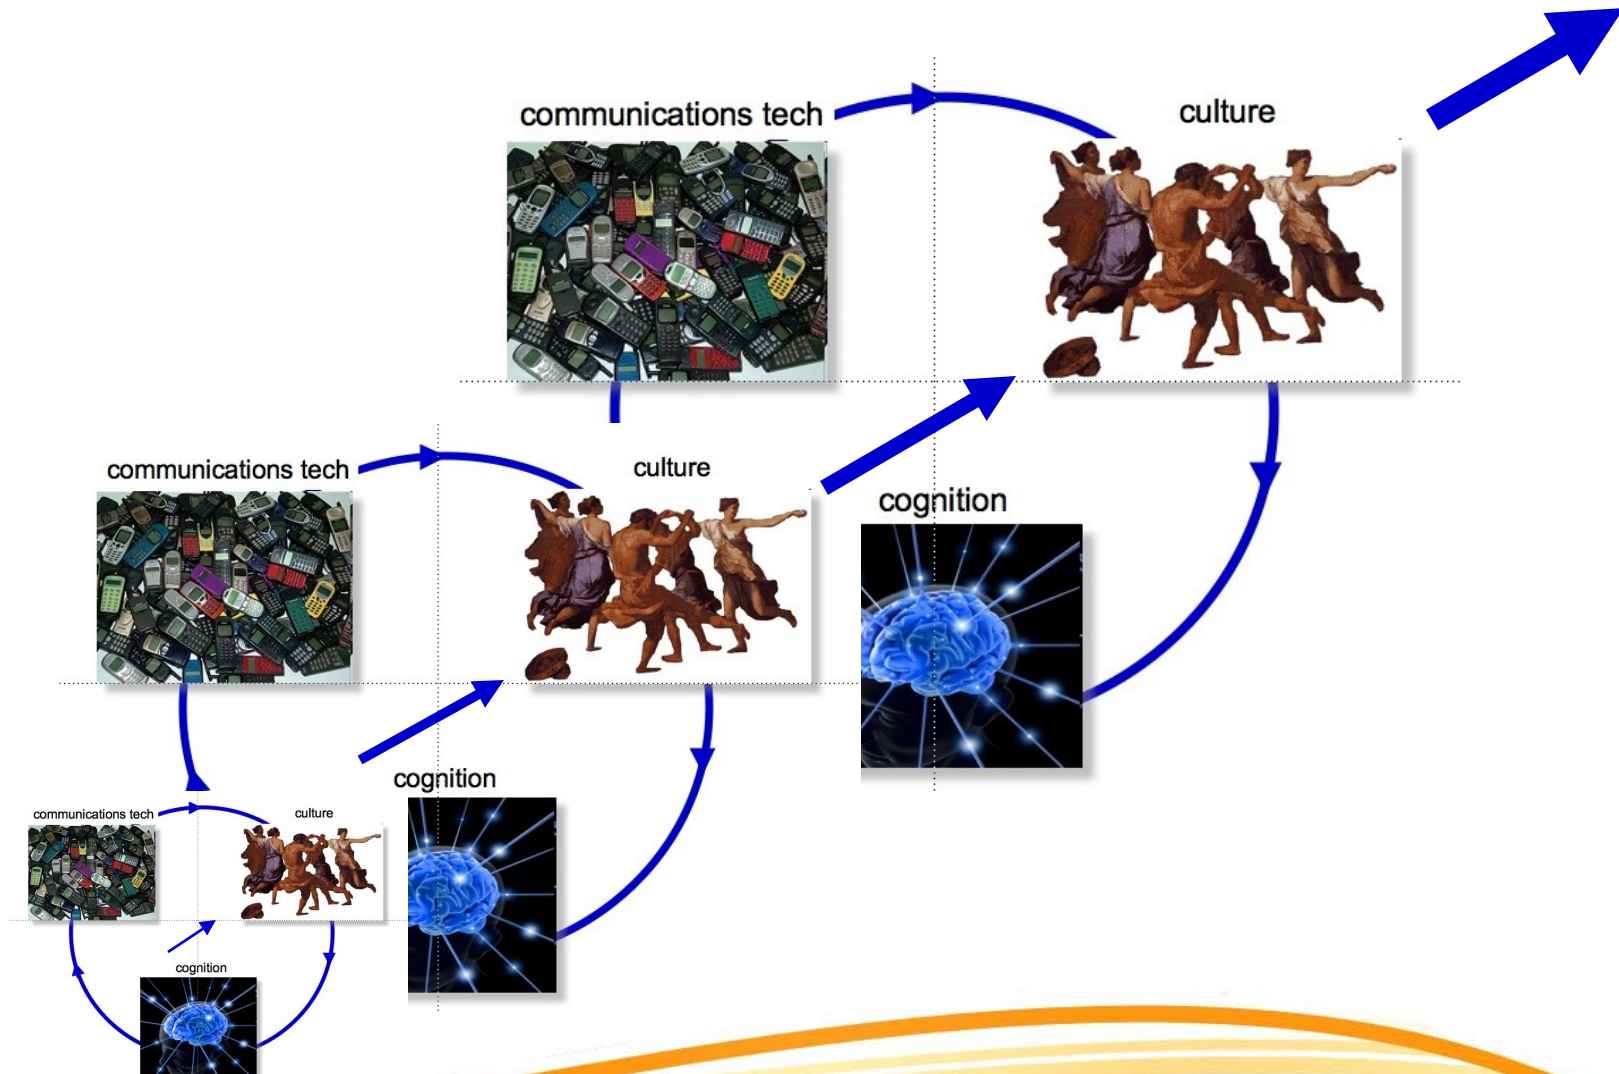 communications tech
culture
communications tech
culture
cognition
cognition
communications tech
culture
cognition